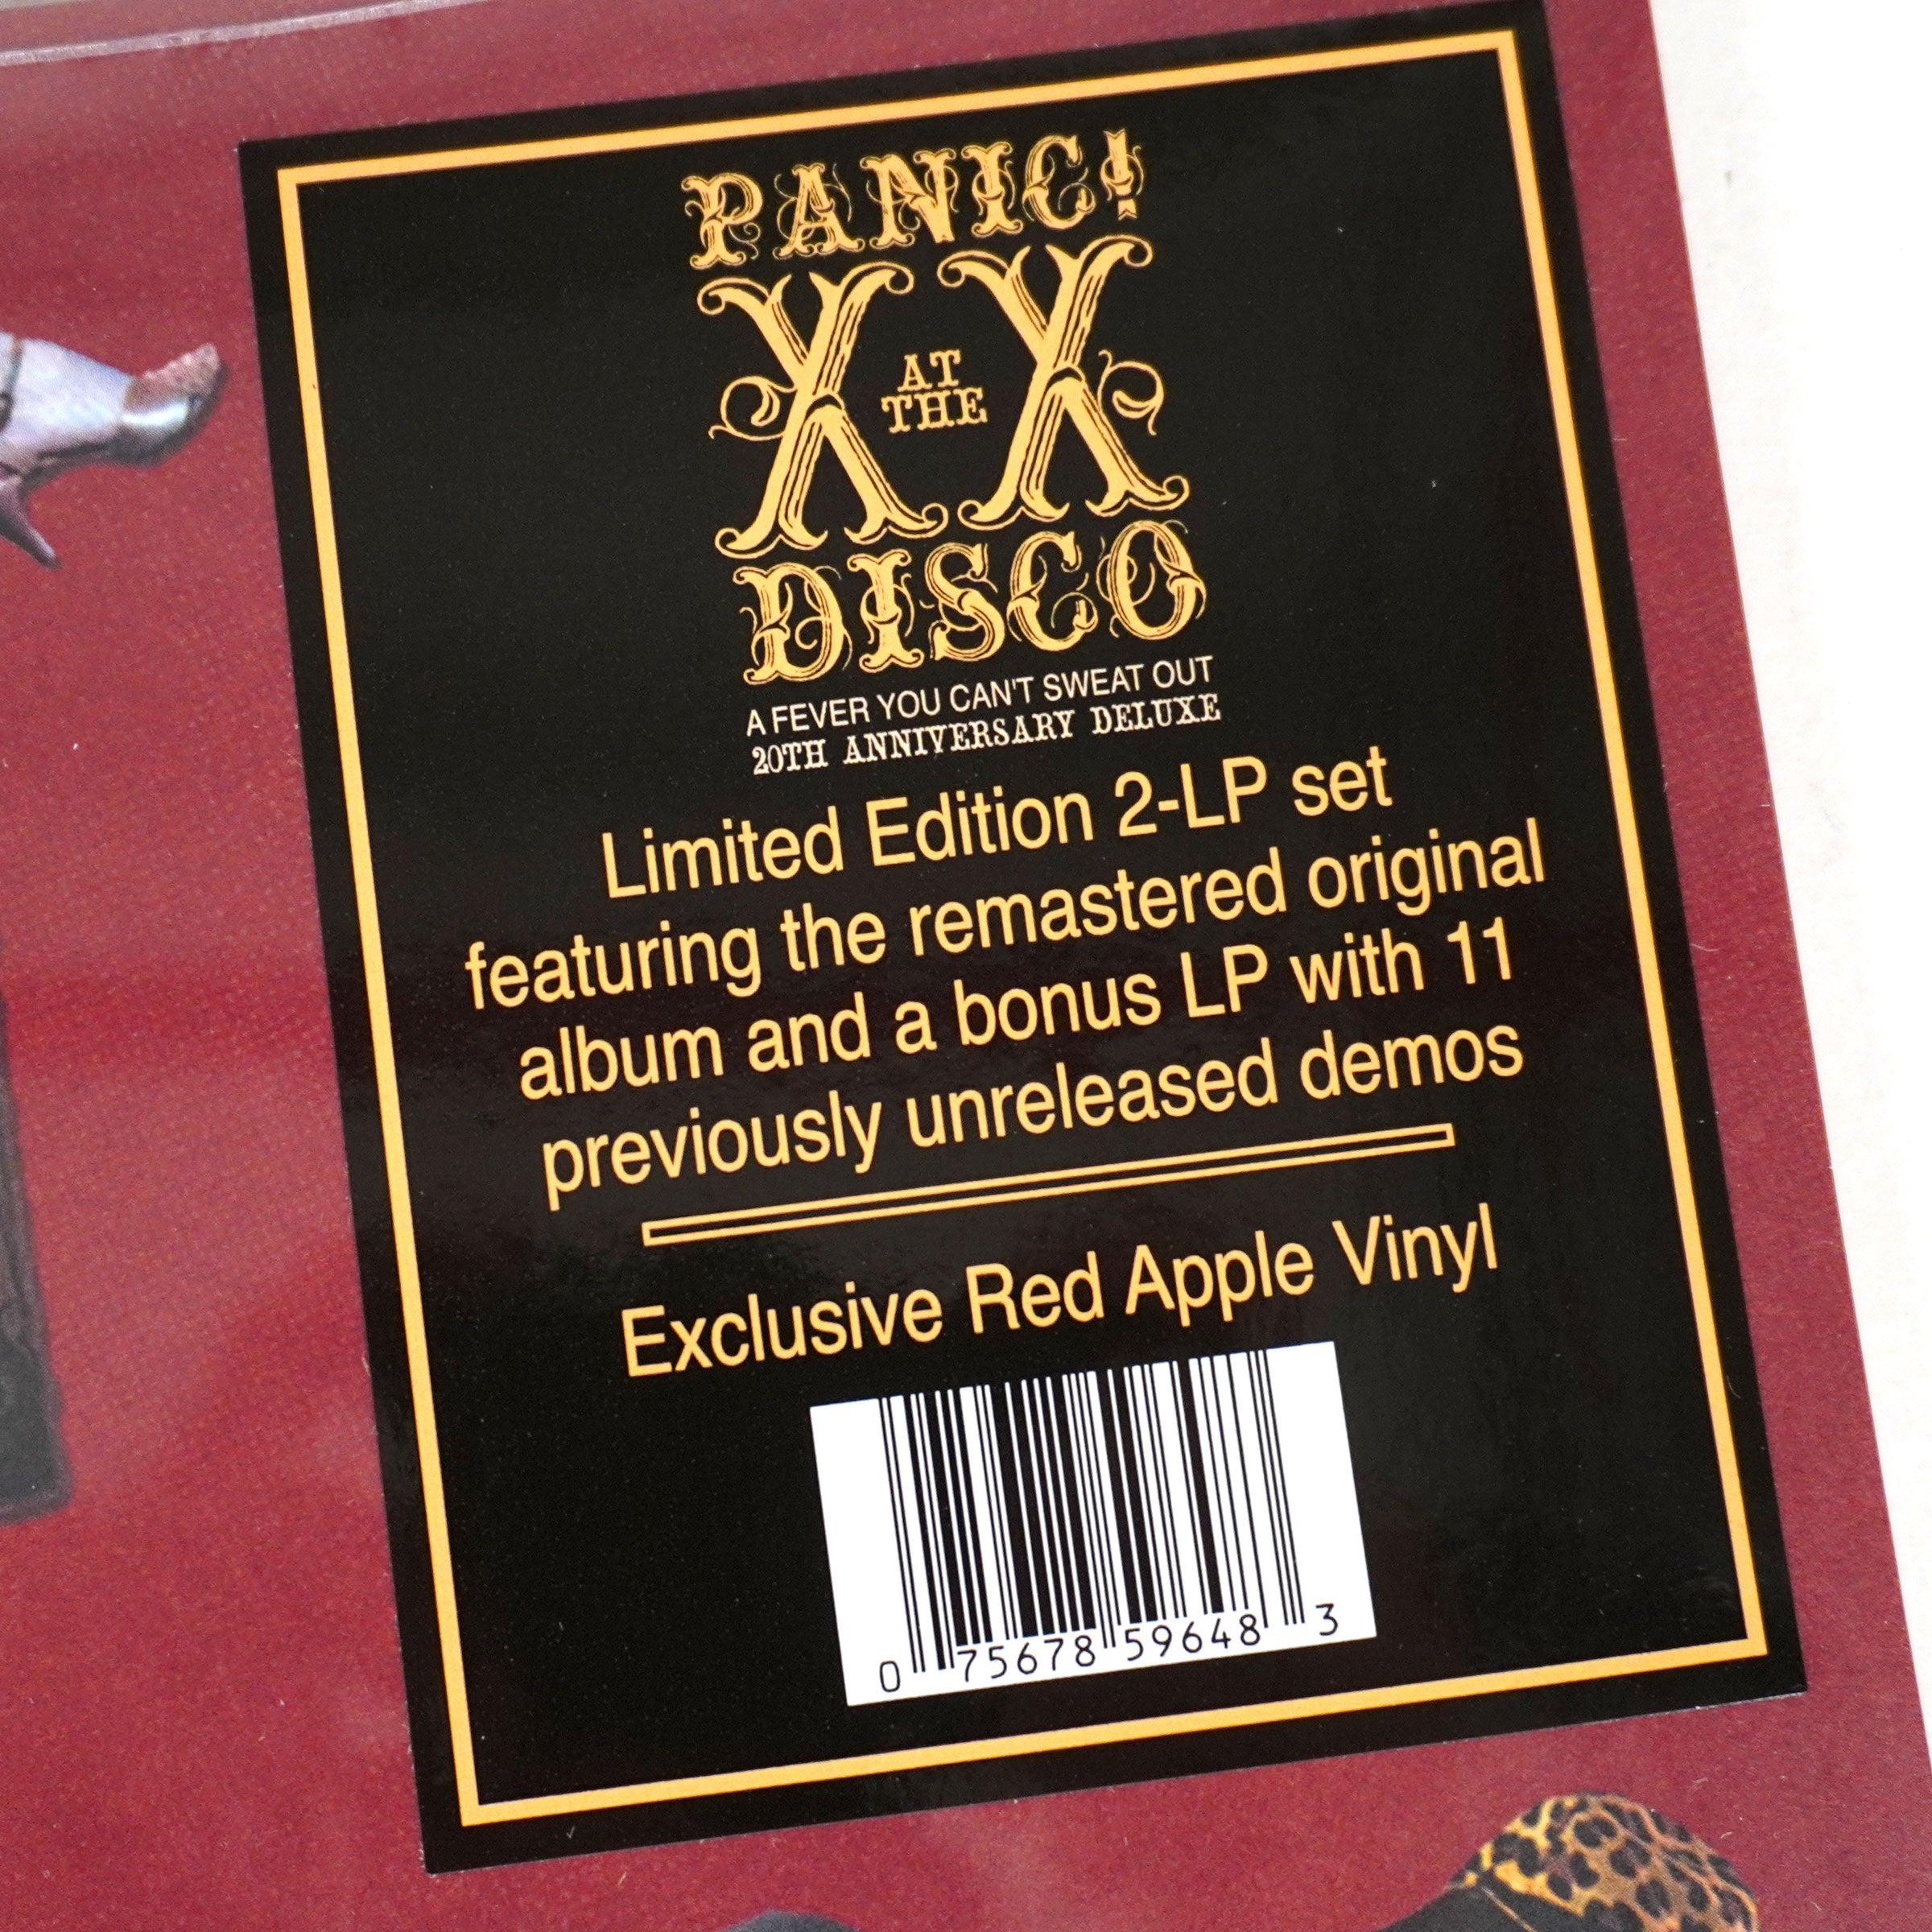 PANIC!
XX
AT
THE
DISCO
A FEVER YOU CAN'T SWEAT OUT
20TH ANNIVERSARY DELUXE
Limited Edition 2-LP set
featuring the remastered original
album and a bonus LP with 11
previously unreleased demos
Exclusive Red Apple Vinyl
0 75678 59648 3